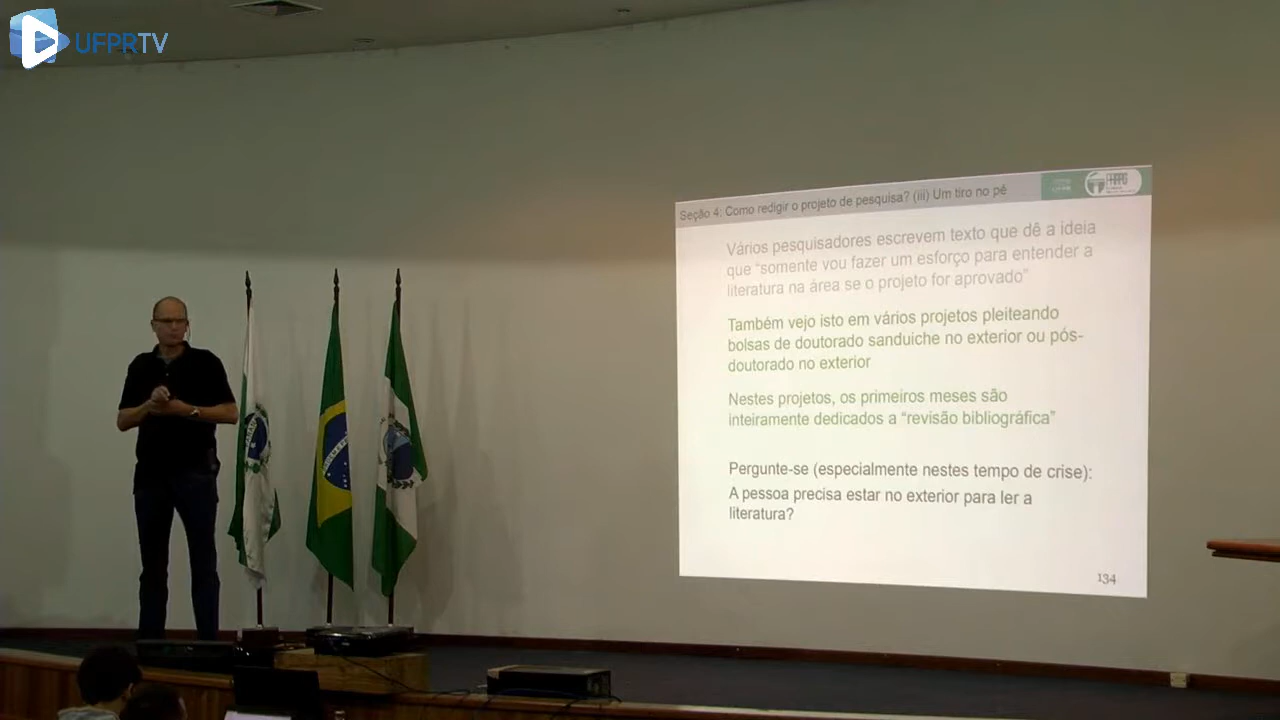 UFPRTV
Seção 4: Como redigir o projeto de pesquisa? (iii) Um tiro no pé
Vários pesquisadores escrevem texto que dê a ideia
que “somente vou fazer um esforço para entender a
literatura na área se o projeto for aprovado”
Também vejo isto em vários projetos pleiteando
bolsas de doutorado sanduiche no exterior ou pós-
doutorado no exterior
Nestes projetos, os primeiros meses são
inteiramente dedicados a “revisão bibliográfica”
Pergunte-se (especialmente nestes tempo de crise):
A pessoa precisa estar no exterior para ler a
literatura?
134